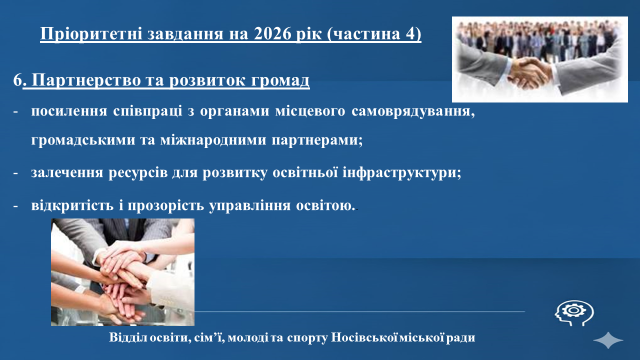 Пріоритетні завдання на 2026 рік (частина 4)
6. Партнерство та розвиток громад
- посилення співпраці з органами місцевого самоврядування,
громадськими та міжнародними партнерами;
- залечення ресурсів для розвитку освітньої інфраструктури;
- відкритість і прозорість управління освітою.
Відділ освіти, сім’ї, молоді та спорту Носівської міської ради